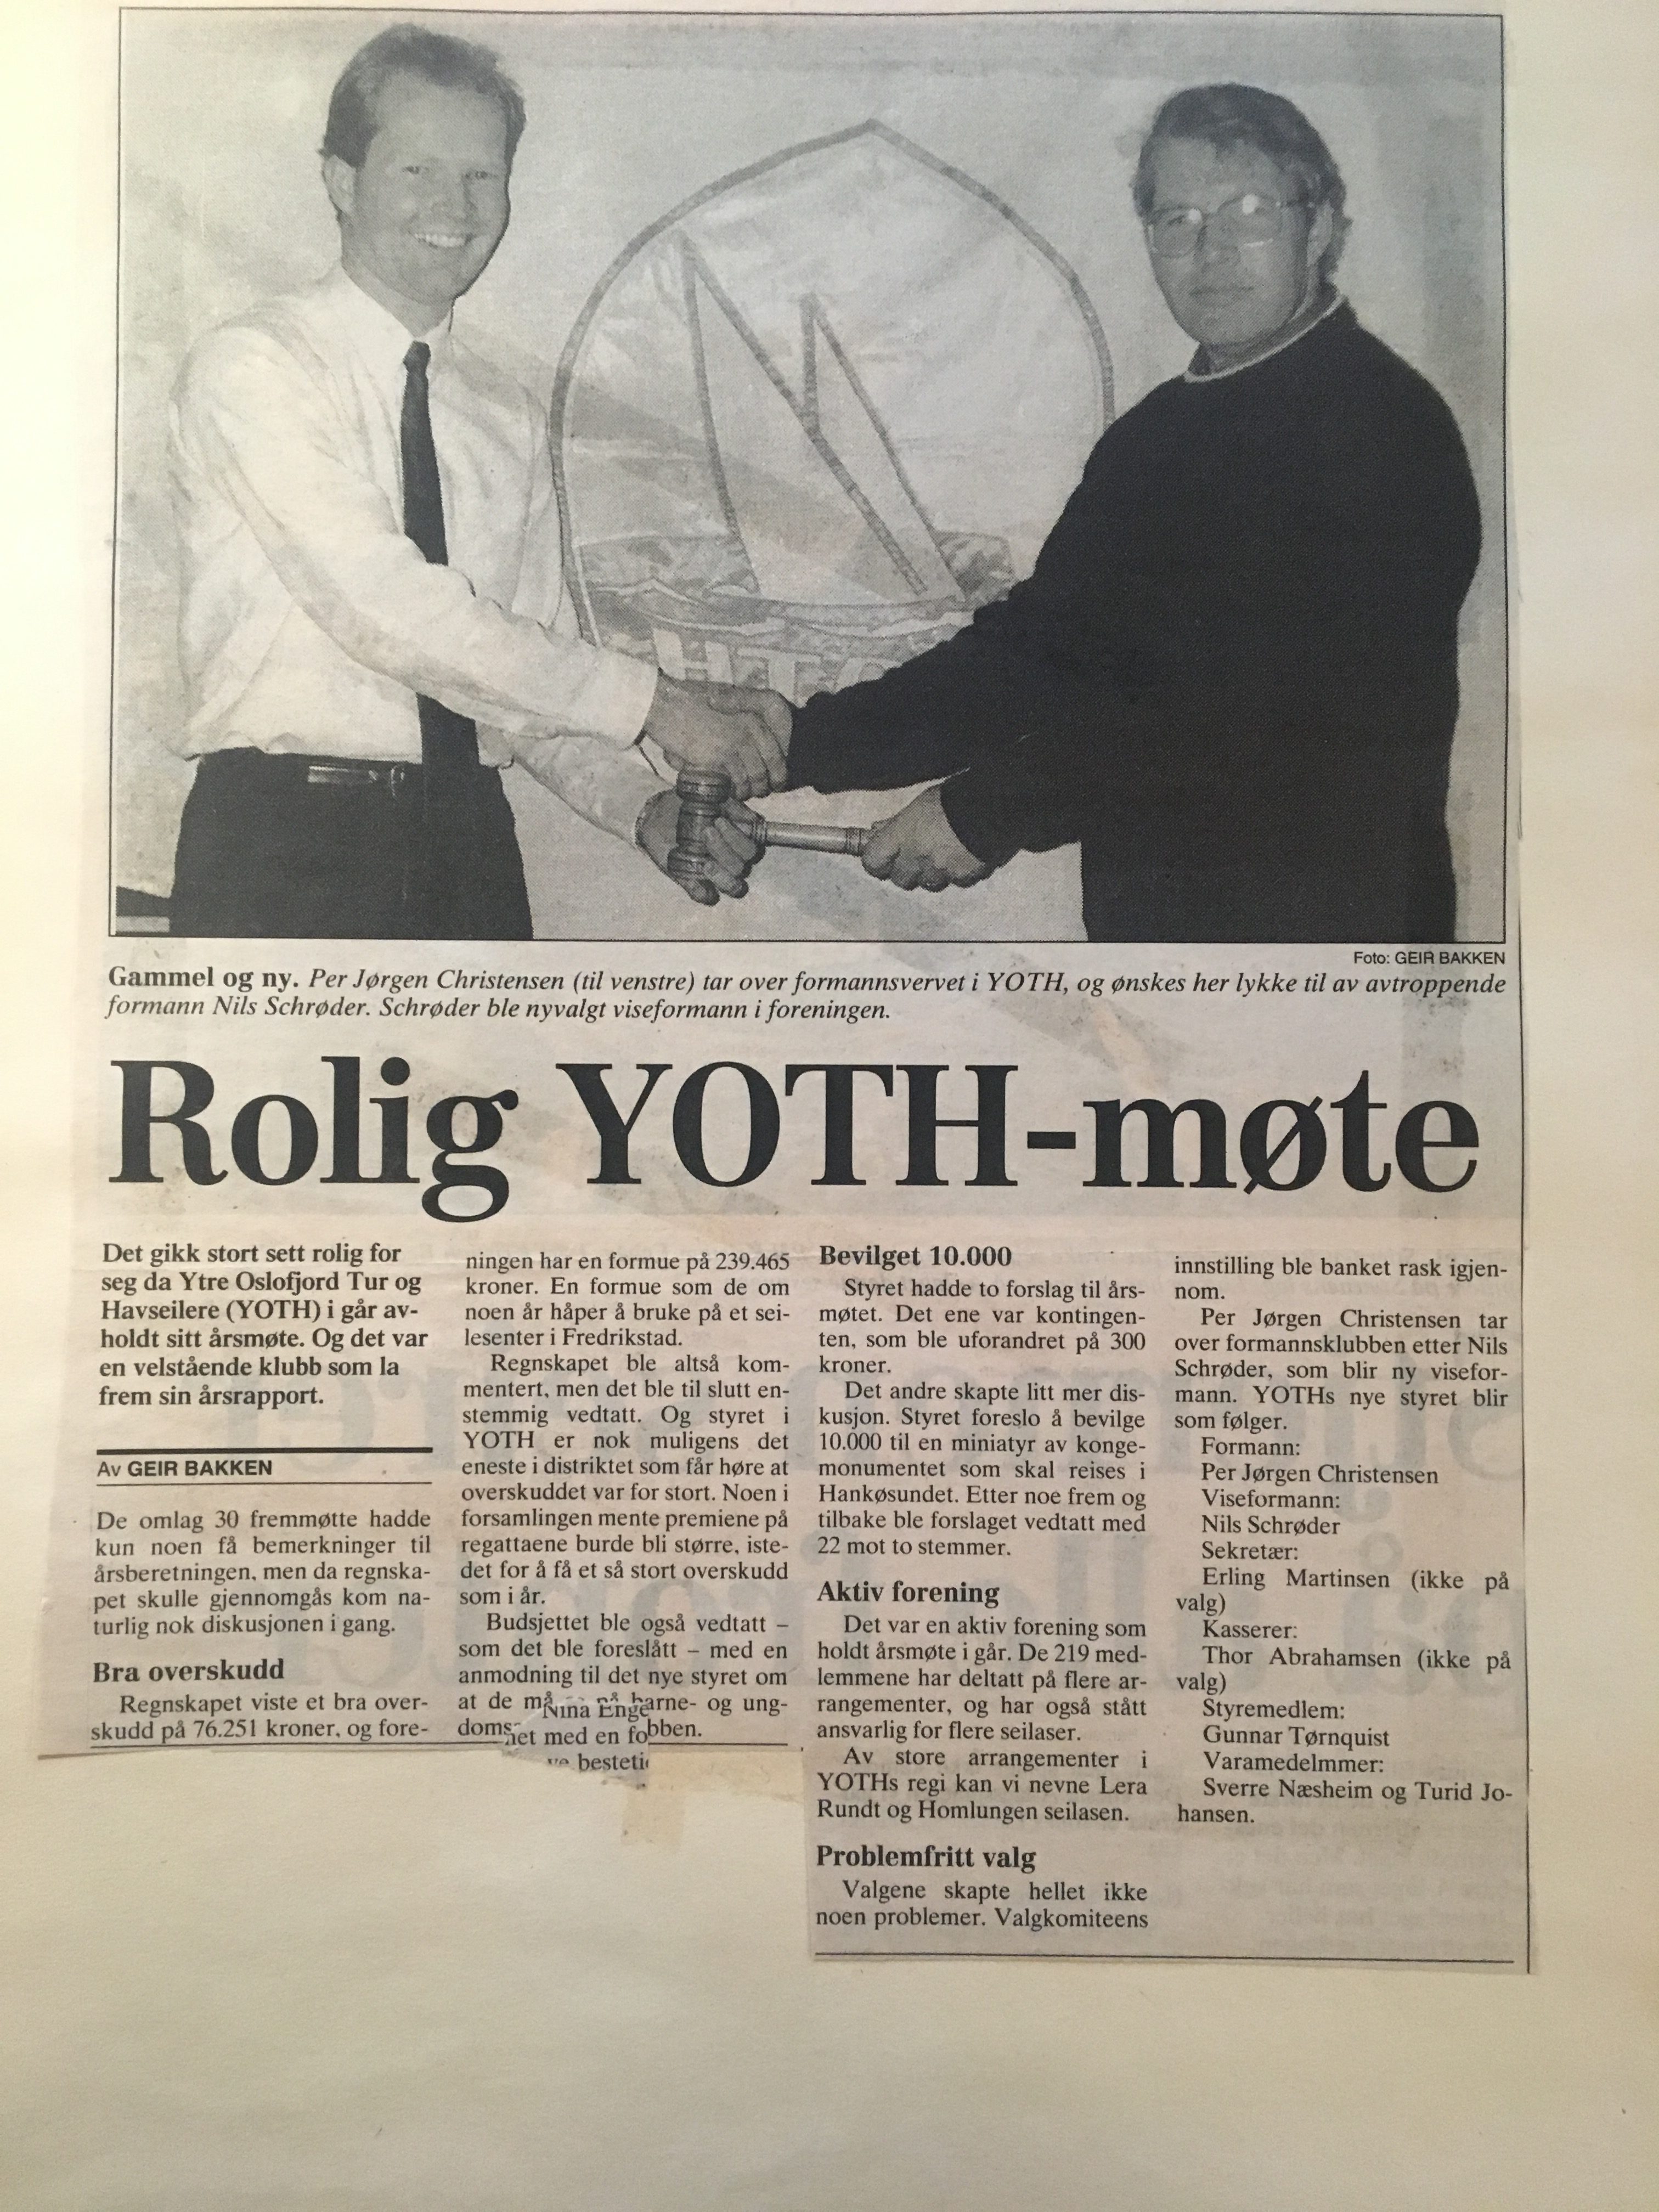 HTO
Foto: GEIR BAKKEN
Gammel og ny. Per Jørgen Christensen (til venstre) tar over formannsvervet i YOTH, og ønskes her lykke til av avtroppende
formann Nils Schrøder. Schrøder ble nyvalgt viseformann i foreningen.
Rolig YOTH-møte
Det gikk stort sett rolig for
seg da Ytre Oslofjord Tur og
Havseilere (YOTH) i går av-
holdt sitt årsmøte. Og det var
en velstående klubb som la
frem sin årsrapport.
Av GEIR BAKKEN
De omlag 30 fremmøtte hadde
kun noen få bemerkninger til
årsberetningen, men da regnska-
pet skulle gjennomgås kom na-
turlig nok diskusjonen i gang.
Bra overskudd
Regnskapet viste et bra over-
skudd på 76.251 kroner, og fore-
ningen har en formue på 239.465
kroner. En formue som de om
noen år håper å bruke på et sei-
lesenter i Fredrikstad.
Regnskapet ble altså kom-
mentert, men det ble til slutt en-
stemmig vedtatt. Og styret i
YOTH er nok muligens det
eneste i distriktet som får høre at
overskuddet var for stort. Noen i
forsamlingen mente premiene på
regattaene burde bli større, iste-
det for å få et så stort overskudd
som i år.
Budsjettet ble også vedtatt –
som det ble foreslått – med en
anmodning til det nye styret om
at de må på barne- og ung-
doms bben.
Nina Enge
et med en fo
besteti
Bevilget 10.000
Styret hadde to forslag til års-
møtet. Det ene var kontingen-
ten, som ble uforandret på 300
kroner.
Det andre skapte litt mer dis-
kusjon. Styret foreslo å bevilge
10.000 til en miniatyr av konge-
monumentet som skal reises i
Hankøsundet. Etter noe frem og
tilbake ble forslaget vedtatt med
22 mot to stemmer.
Aktiv forening
Det var en aktiv forening som
holdt årsmøte i går. De 219 med-
lemmene har deltatt på flere ar-
rangementer, og har også stått
ansvarlig for flere seilaser.
Av store arrangementer i
YOTHs regi kan vi nevne Lera
Rundt og Homlungen seilasen.
Problemfritt valg
Valgene skapte hellet ikke
noen problemer. Valgkomiteens
innstilling ble banket rask igjen-
nom.
Per Jørgen Christensen tar
over formannsklubben etter Nils
Schrøder, som blir ny visefor-
mann. YOTHs nye styret blir
som følger.
Formann:
Per Jørgen Christensen
Viseformann:
Nils Schrøder
Sekretær:
Erling Martinsen (ikke på
valg)
Kasserer:
Thor Abrahamsen (ikke på
valg)
Styremedlem:
Gunnar Tørnquist
Varamedelmmer:
Sverre Næsheim og Turid Jo-
hansen.